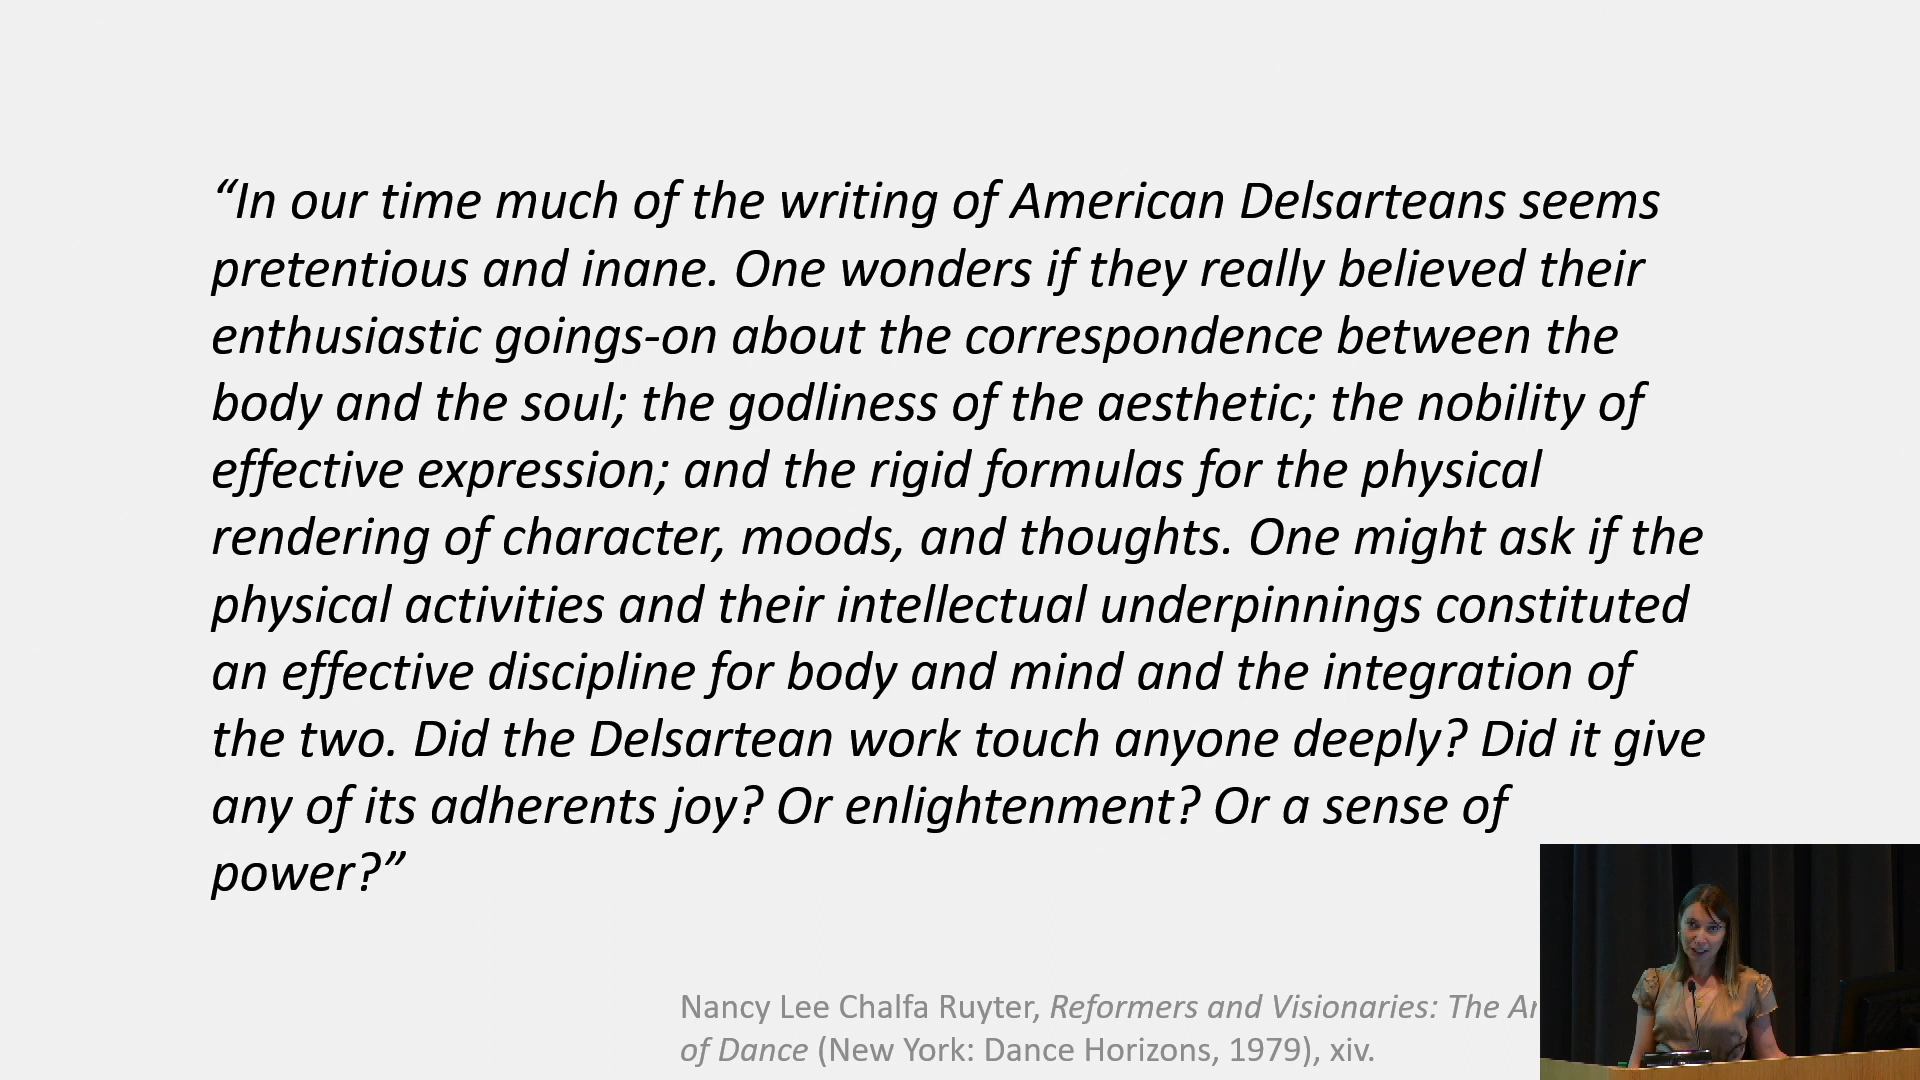 “In our time much of the writing of American Delsarteans seems
pretentious and inane. One wonders if they really believed their
enthusiastic goings-on about the correspondence between the
body and the soul; the godliness of the aesthetic; the nobility of
effective expression; and the rigid formulas for the physical
rendering of character, moods, and thoughts. One might ask if the
physical activities and their intellectual underpinnings constituted
an effective discipline for body and mind and the integration of
the two. Did the Delsartean work touch anyone deeply? Did it give
any of its adherents joy? Or enlightenment? Or a sense of
power?”
Nancy Lee Chalfa Ruyter, Reformers and Visionaries: The
of Dance (New York: Dance Horizons, 1979), xiv.